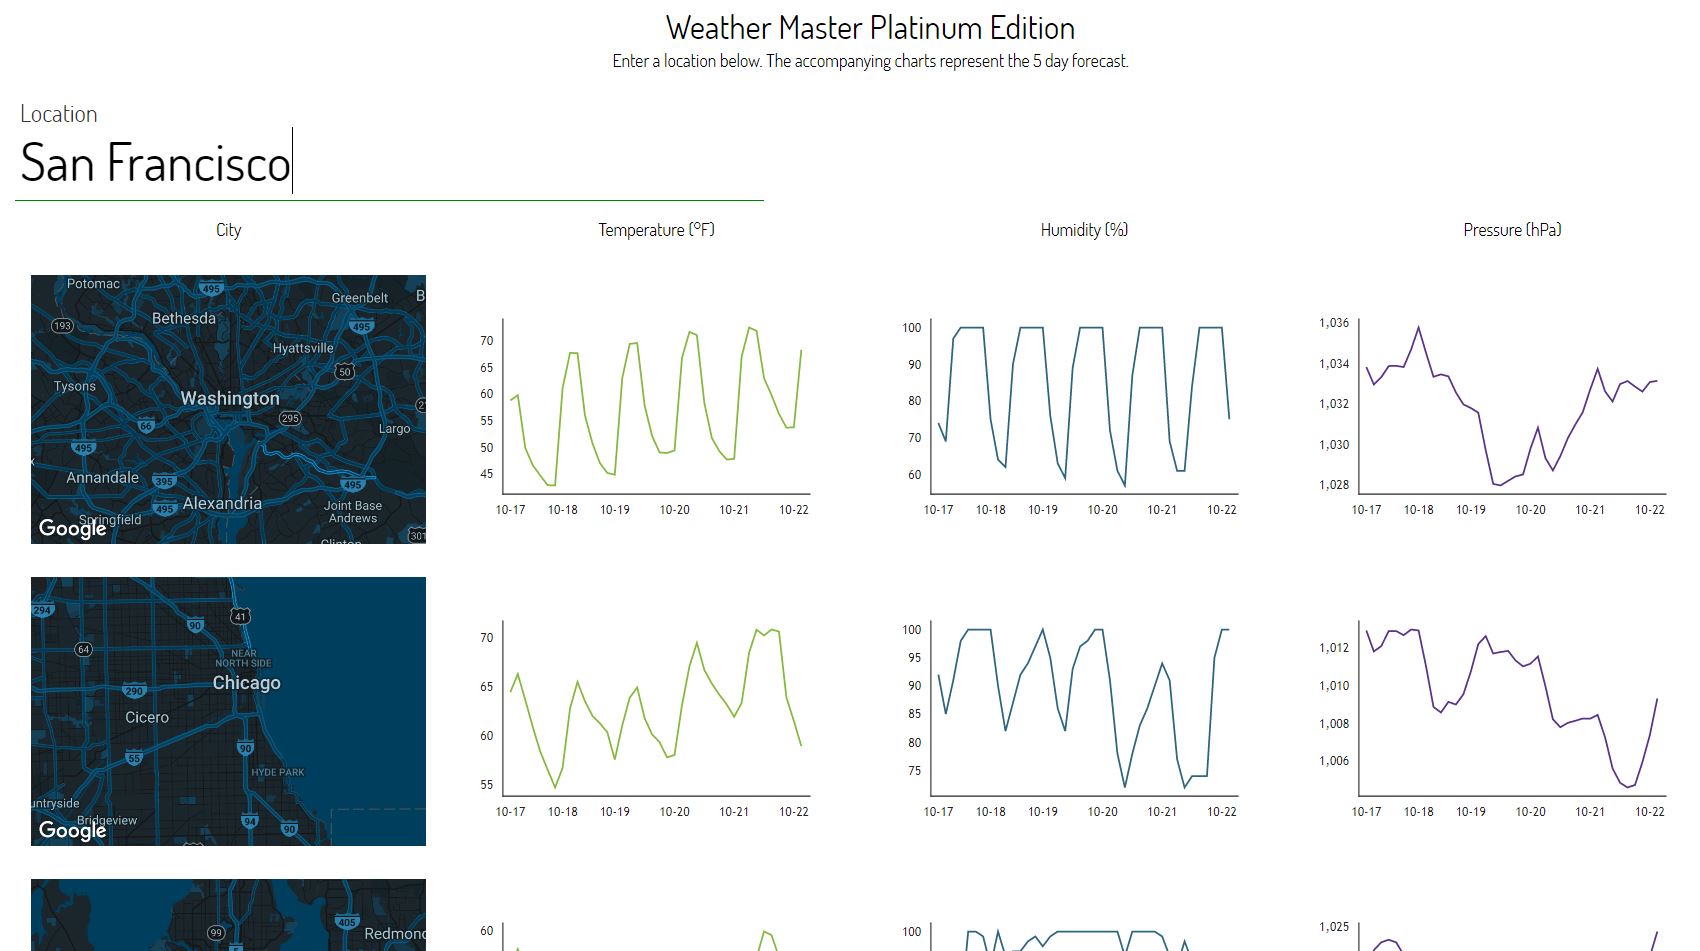 Weather Master Platinum Edition
Enter a location below. The accompanying charts represent the 5 day forecast.
Location
San Francisco
City
Temperature (°F)
Humidity (%)
Pressure (hPa)
Potomac
495
Greenbelt
B
193
Bethesda
495
Hyattsville
50
Tysons
Washington
295
66
Largo
495
Annandale
395
495
495
Alexandria
Joint Base
Andrews
Springfield
Google
Clinton
301
70
65
60
55
50
45
10-17 10-18 10-19 10-20 10-21 10-22
100
90
80
70
60
10-17 10-18 10-19 10-20 10-21 10-22
1,036
1,034
1,032
1,030
1,028
10-17 10-18 10-19 10-20 10-21 10-22
294
90
41
64
NEAR
NORTH SIDE
Chicago
290
Cicero
90
55
HYDE PARK
untryside
Bridgeview
Google
94
90
70
65
60
55
10-17 10-18 10-19 10-20 10-21 10-22
100
95
90
85
80
75
10-17 10-18 10-19 10-20 10-21 10-22
1,012
1,010
1,008
1,006
10-17 10-18 10-19 10-20 10-21 10-22
405
99
Redmond
60
100
1,025